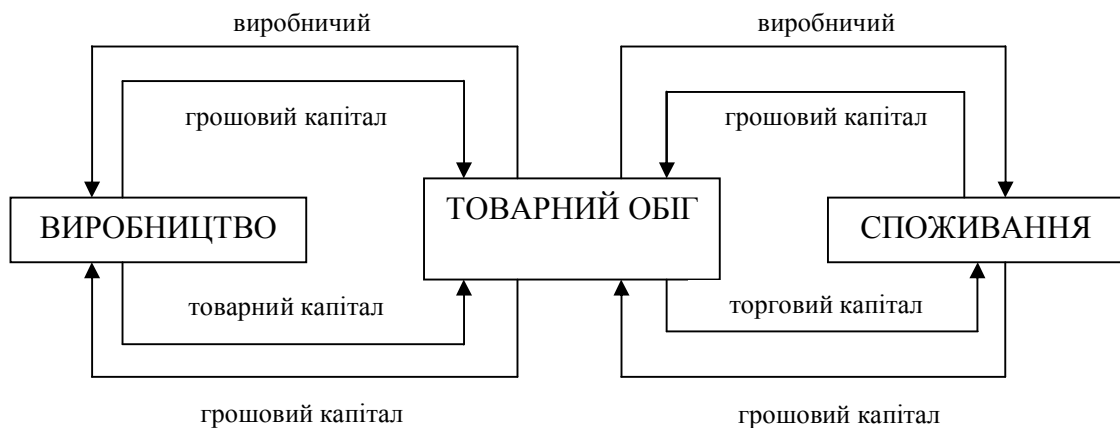 виробничий
виробничий
грошовий капітал
грошовий капітал
ВИРОБНИЦТВО
ТОВАРНИЙ ОБІГ
СПОЖИВАННЯ
товарний капітал
торговий капітал
грошовий капітал
грошовий капітал